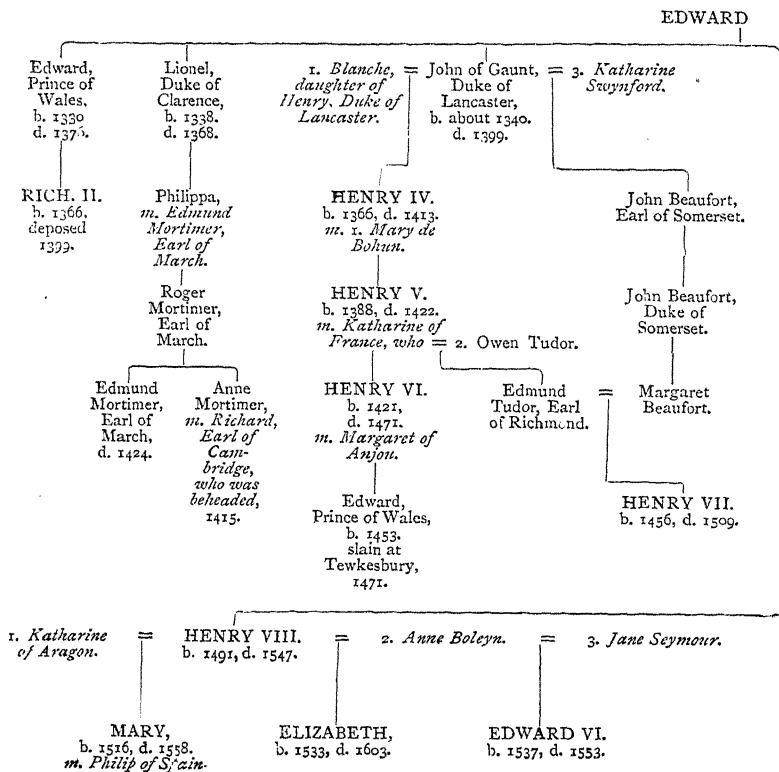 EDWARD
Edward,
Prince of
Wales,
b. 1330
d. 1376.
Lionel,
Duke of
Clarence,
b. 1338.
d. 1368.
1. Blanche,
daughter of
Henry, Duke of
Lancaster.
=
John of Gaunt,
Duke of
Lancaster,
b. about 1340.
d. 1399.
=
3. Katharine
Swynford.
RICH. II.
b. 1366,
deposed
1399.
Philippa,
m. Edmund
Mortimer,
Earl of
March.
HENRY IV.
b. 1366, d. 1413.
m. 1. Mary de
Bohun.
John Beaufort,
Earl of Somerset.
Roger
Mortimer,
Earl of
March.
HENRY V.
b. 1388, d. 1422.
m. Katharine of
France, who = 2. Owen Tudor.
John Beaufort,
Duke of
Somerset.
Edmund
Mortimer,
Earl of
March,
d. 1424.
Anne
Mortimer,
m. Richard,
Earl of
Cam-
bridge,
who was
beheaded,
1415.
HENRY VI.
b. 1421,
d. 1471.
m. Margaret of
Anjou.
Edmund
Tudor, Earl
of Richmond.
=
Margaret
Beaufort.
Edward,
Prince of Wales,
b. 1453.
slain at
Tewkesbury,
1471.
HENRY VII.
b. 1456, d. 1509.
1. Katharine
of Aragon.
=
HENRY VIII.
b. 1491, d. 1547.
=
2. Anne Boleyn.
=
3. Jane Seymour.
MARY,
b. 1516, d. 1558.
m. Philip of Spain.
ELIZABETH,
b. 1533, d. 1603.
EDWARD VI.
b. 1537, d. 1553.